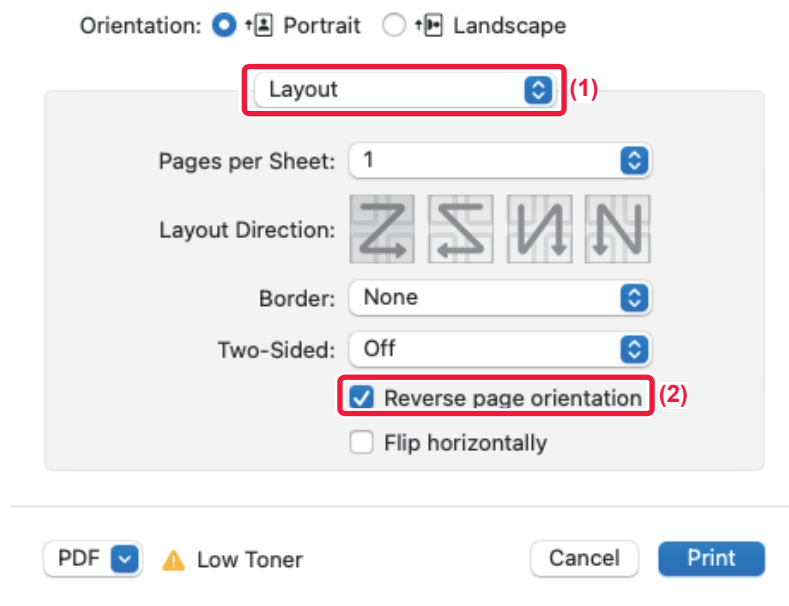 Orientation: Portrait Landscape
Layout (1)
Pages per Sheet: 1
Layout Direction:
Border: None
Two-Sided: Off
Reverse page orientation (2)
Flip horizontally
PDF Low Toner Cancel Print